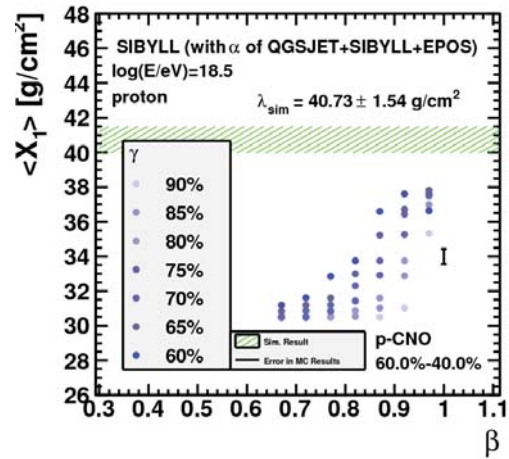 48
46
44
42
40
38
36
34
32
30
28
26
<X₁> [g/cm²]
SIBYLL (with α of QGSJET+SIBYLL+EPOS)
log(E/eV)=18.5
proton
λsim = 40.73 ± 1.54 g/cm²
γ
90%
85%
80%
75%
70%
65%
60%
Sim. Result
Error in MC Results
p-CNO
60.0%-40.0%
0.3 0.4 0.5 0.6 0.7 0.8 0.9 1 1.1
β